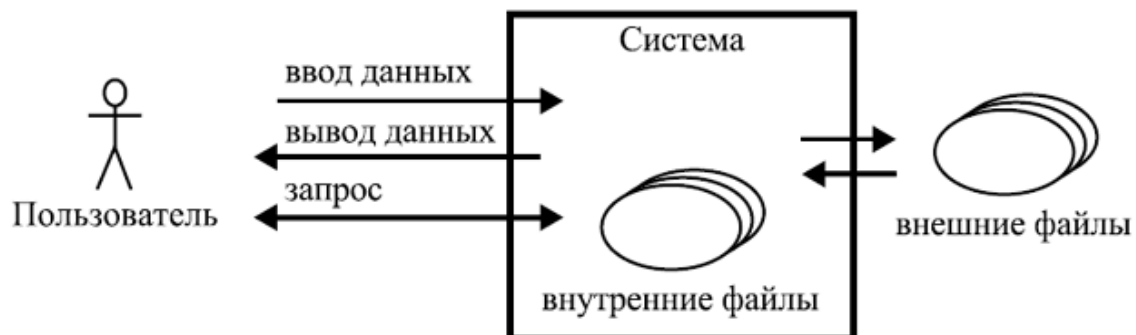 Система
ввод данных
вывод данных
запрос
Пользователь
внешние файлы
внутренние файлы